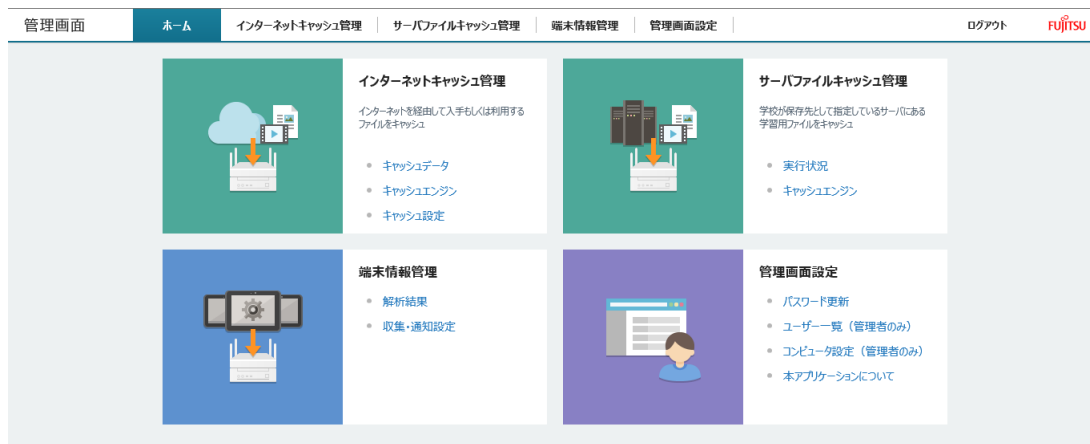 管理画面
ホーム
インターネットキャッシュ管理
サーバファイルキャッシュ管理
端末情報管理
管理画面設定
ログアウト
FUJITSU
インターネットキャッシュ管理
インターネットを経由して入手もしくは利用する
ファイルをキャッシュ
キャッシュデータ
キャッシュエンジン
キャッシュ設定
サーバファイルキャッシュ管理
学校が保存先として指定しているサーバにある
学習用ファイルをキャッシュ
実行状況
キャッシュエンジン
端末情報管理
解析結果
収集・通知設定
管理画面設定
パスワード更新
ユーザー一覧（管理者のみ）
コンピュータ設定（管理者のみ）
本アプリケーションについて